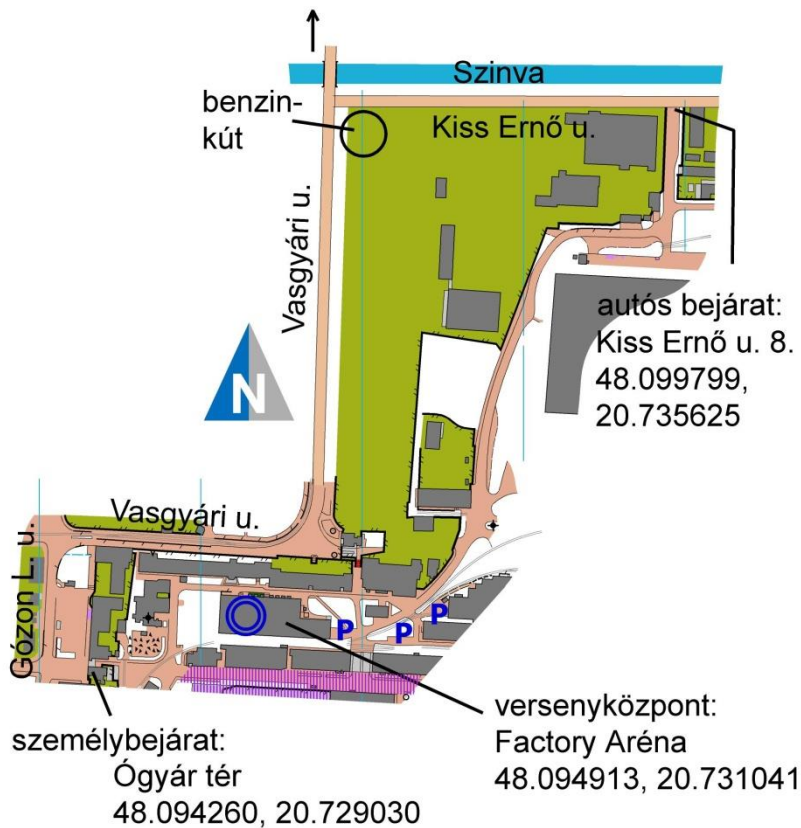 Szinva
benzin-
kút
Kiss Ernő u.
Vasgyári u.
autós bejárat:
Kiss Ernő u. 8.
48.099799,
20.735625
N
Vasgyári u.
Gózon L. u.
P
P
P
személybejárat:
Ógyár tér
48.094260, 20.729030
versenyközpont:
Factory Aréna
48.094913, 20.731041